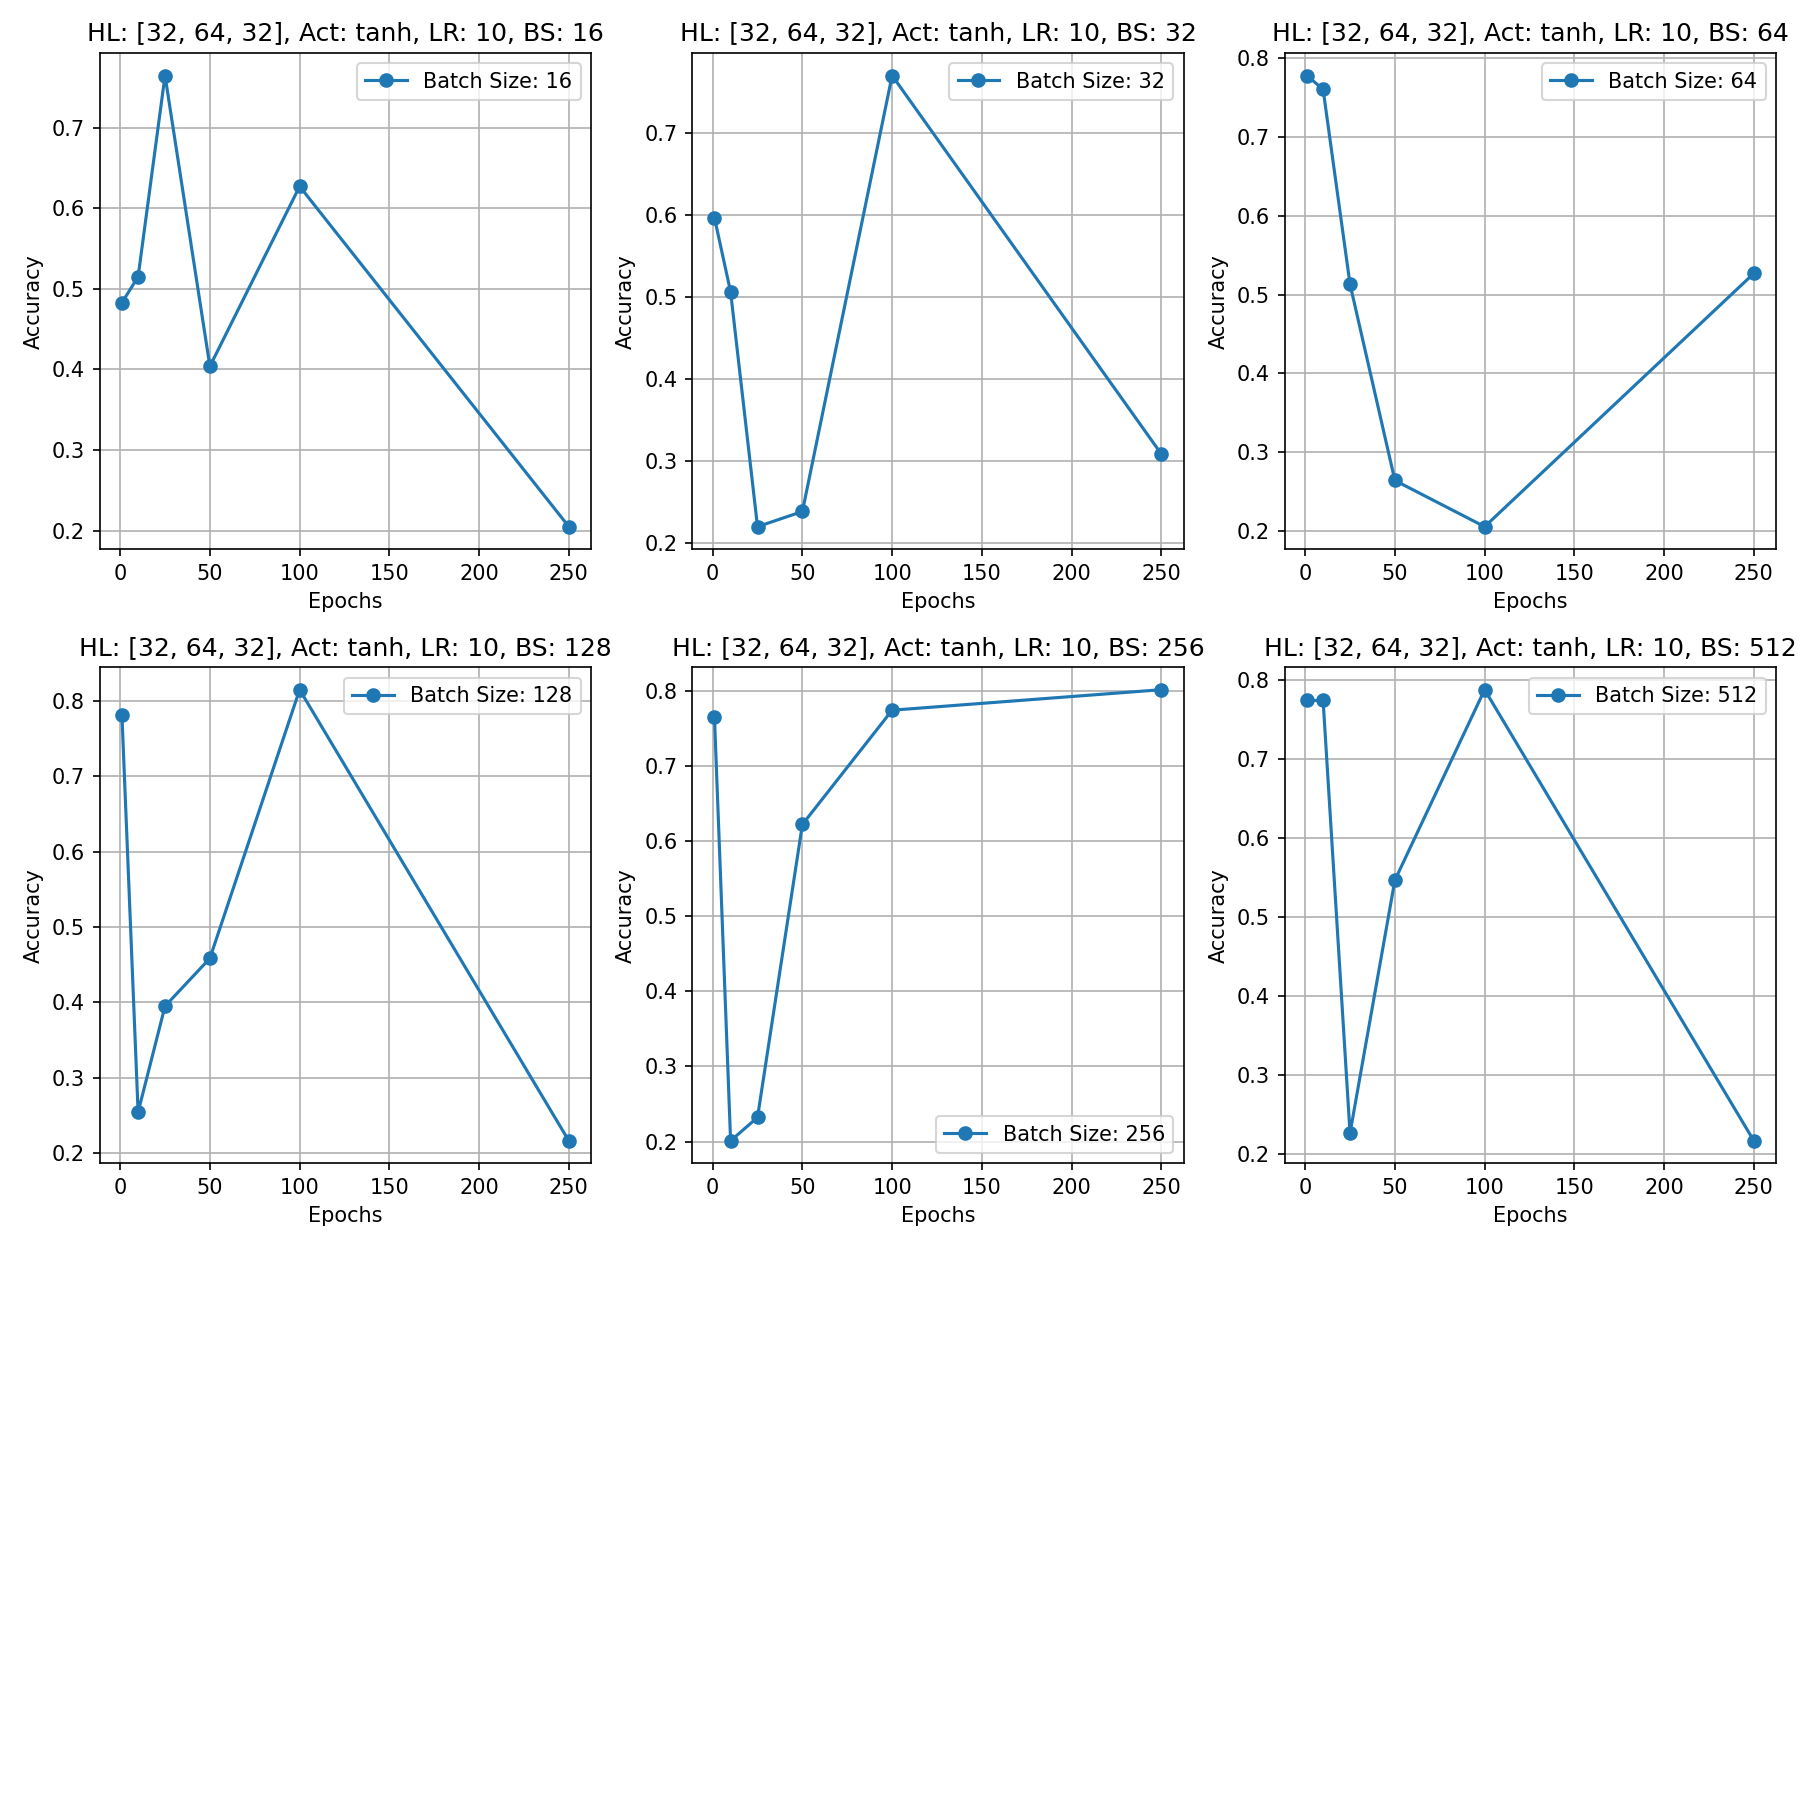 HL: [32, 64, 32], Act: tanh, LR: 10, BS: 16
Batch Size: 16
Accuracy
0.7
0.6
0.5
0.4
0.3
0.2
0 50 100 150 200 250
Epochs
HL: [32, 64, 32], Act: tanh, LR: 10, BS: 32
Batch Size: 32
Accuracy
0.7
0.6
0.5
0.4
0.3
0.2
0 50 100 150 200 250
Epochs
HL: [32, 64, 32], Act: tanh, LR: 10, BS: 64
Batch Size: 64
Accuracy
0.8
0.7
0.6
0.5
0.4
0.3
0.2
0 50 100 150 200 250
Epochs
HL: [32, 64, 32], Act: tanh, LR: 10, BS: 128
Batch Size: 128
Accuracy
0.8
0.7
0.6
0.5
0.4
0.3
0.2
0 50 100 150 200 250
Epochs
HL: [32, 64, 32], Act: tanh, LR: 10, BS: 256
Accuracy
0.8
0.7
0.6
0.5
0.4
0.3
0.2
Batch Size: 256
0 50 100 150 200 250
Epochs
HL: [32, 64, 32], Act: tanh, LR: 10, BS: 512
Batch Size: 512
Accuracy
0.8
0.7
0.6
0.5
0.4
0.3
0.2
0 50 100 150 200 250
Epochs